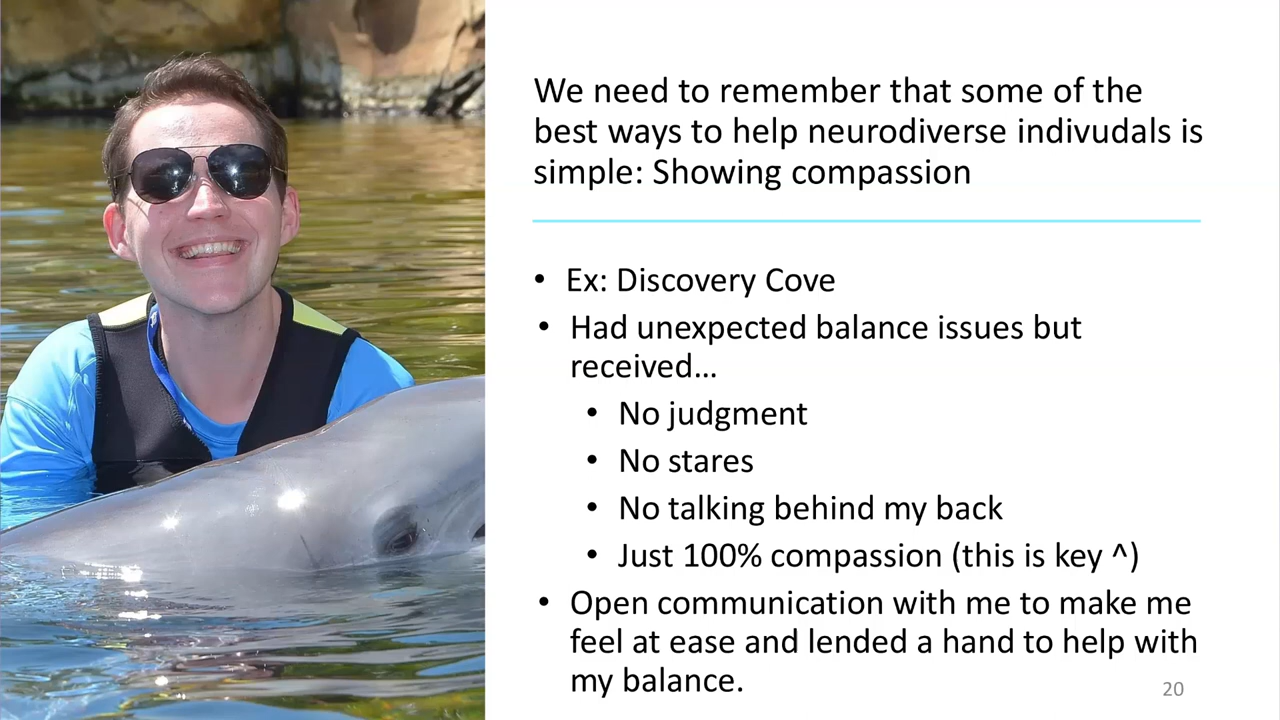 We need to remember that some of the
best ways to help neurodiverse indivudals is
simple: Showing compassion
• Ex: Discovery Cove
• Had unexpected balance issues but
received...
• No judgment
• No stares
• No talking behind my back
• Just 100% compassion (this is key ^)
• Open communication with me to make me
feel at ease and lended a hand to help with
my balance.
20